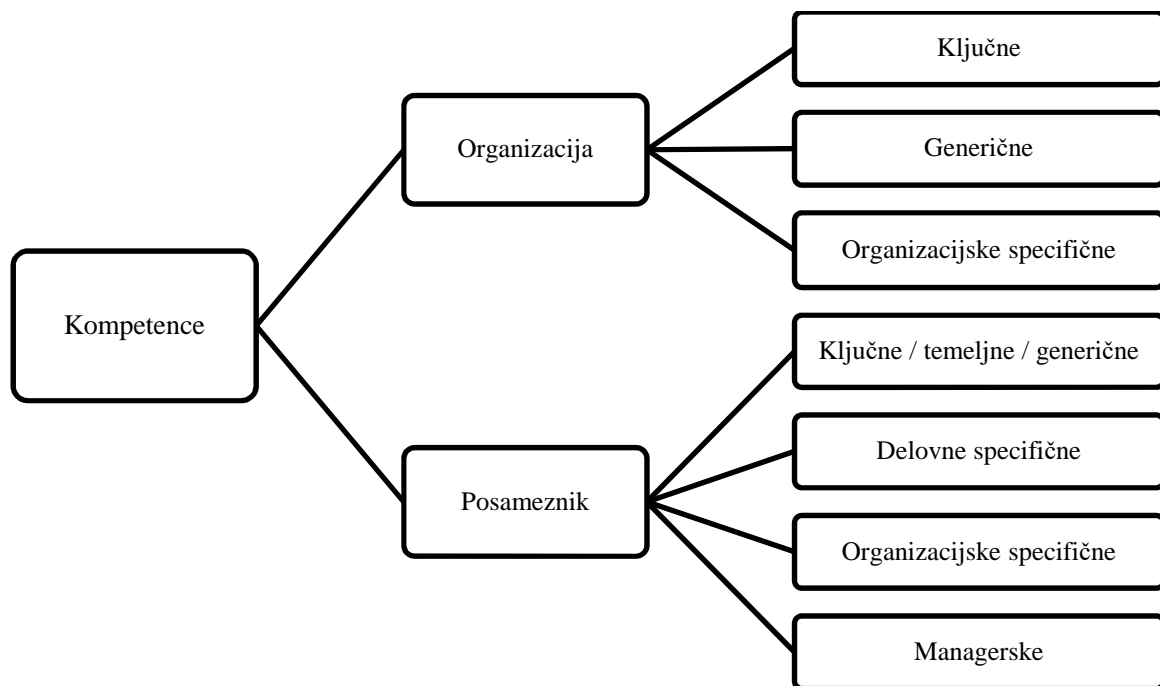 Kompetence
Organizacija
Ključne
Generične
Organizacijske specifične
Posameznik
Ključne / temeljne / generične
Delovne specifične
Organizacijske specifične
Managerske